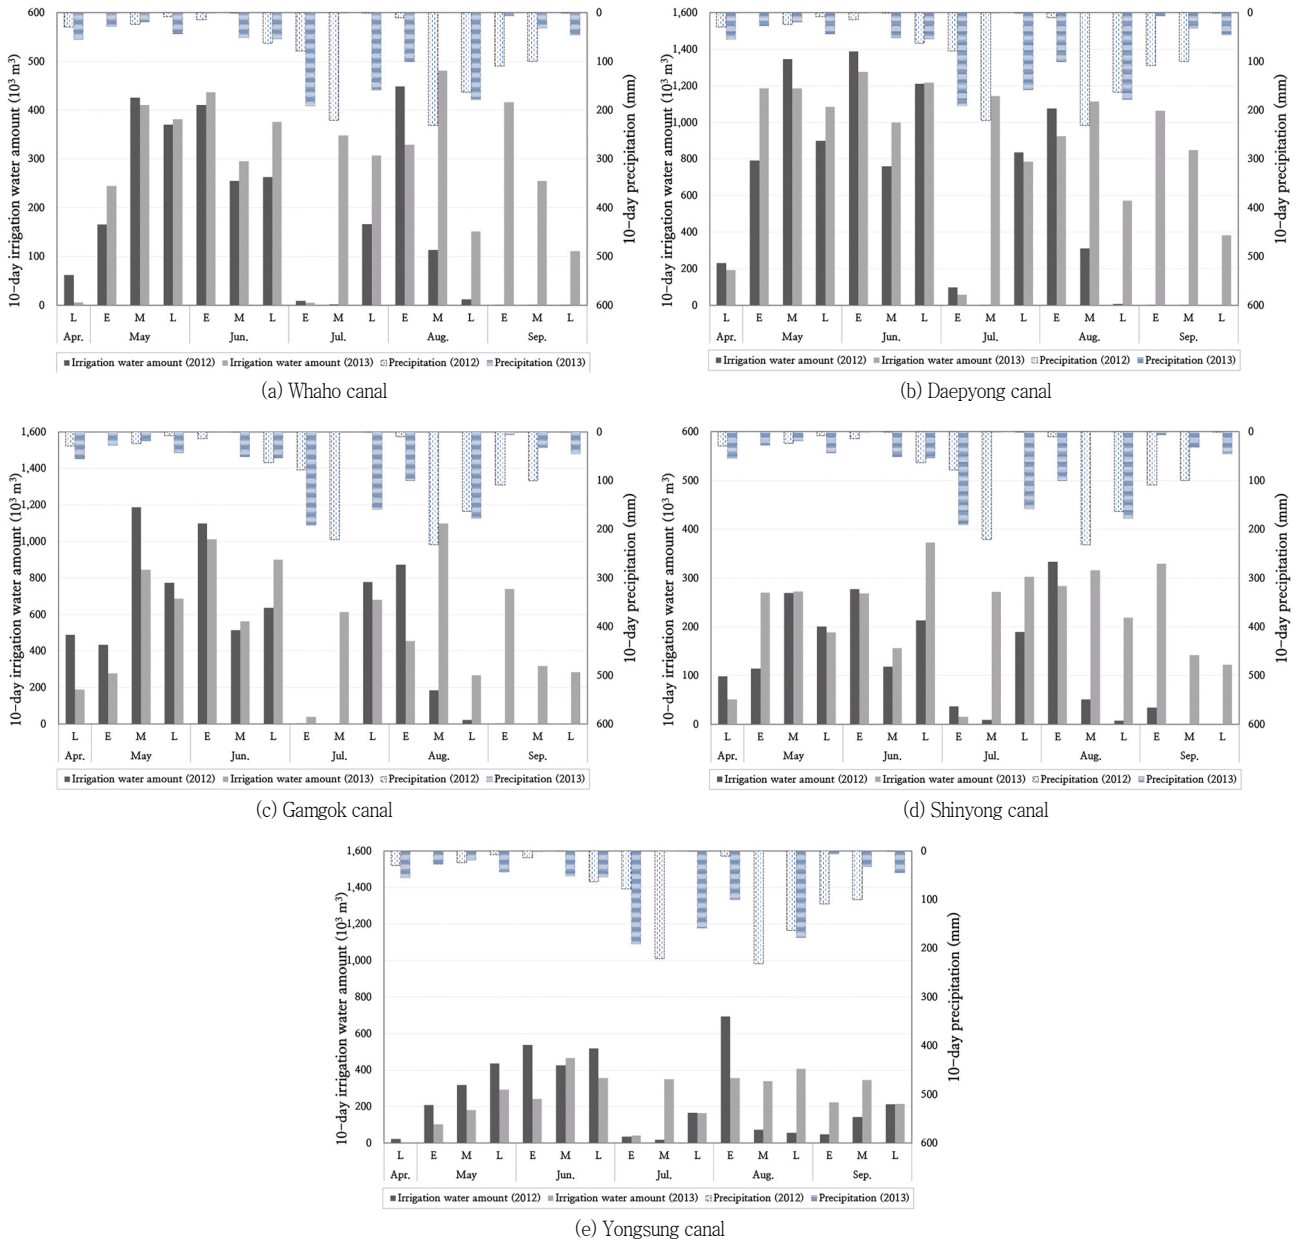 600
500
400
300
200
100
0
10-day irrigation water amount (10³ m³)
0
100
200
300
400
500
600
10-day precipitation (mm)
L E M L E M L E M L E M L E M L
Apr. May Jun. Jul. Aug. Sep.
Irrigation water amount (2012) Irrigation water amount (2013) Precipitation (2012) Precipitation (2013)
(a) Whaho canal
1,600
1,400
1,200
1,000
800
600
400
200
0
10-day irrigation water amount (10³ m³)
0
100
200
300
400
500
600
10-day precipitation (mm)
L E M L E M L E M L E M L E M L
Apr. May Jun. Jul. Aug. Sep.
Irrigation water amount (2012) Irrigation water amount (2013) Precipitation (2012) Precipitation (2013)
(b) Daepyong canal
1,600
1,400
1,200
1,000
800
600
400
200
0
10-day irrigation water amount (10³ m³)
0
100
200
300
400
500
600
10-day precipitation (mm)
L E M L E M L E M L E M L E M L
Apr. May Jun. Jul. Aug. Sep.
Irrigation water amount (2012) Irrigation water amount (2013) Precipitation (2012) Precipitation (2013)
(c) Gamgok canal
600
500
400
300
200
100
0
10-day irrigation water amount (10³ m³)
0
100
200
300
400
500
600
10-day precipitation (mm)
L E M L E M L E M L E M L E M L
Apr. May Jun. Jul. Aug. Sep.
Irrigation water amount (2012) Irrigation water amount (2013) Precipitation (2012) Precipitation (2013)
(d) Shinyong canal
1,600
1,400
1,200
1,000
800
600
400
200
0
10-day irrigation water amount (10³ m³)
0
100
200
300
400
500
600
10-day precipitation (mm)
L E M L E M L E M L E M L E M L
Apr. May Jun. Jul. Aug. Sep.
Irrigation water amount (2012) Irrigation water amount (2013) Precipitation (2012) Precipitation (2013)
(e) Yongsung canal